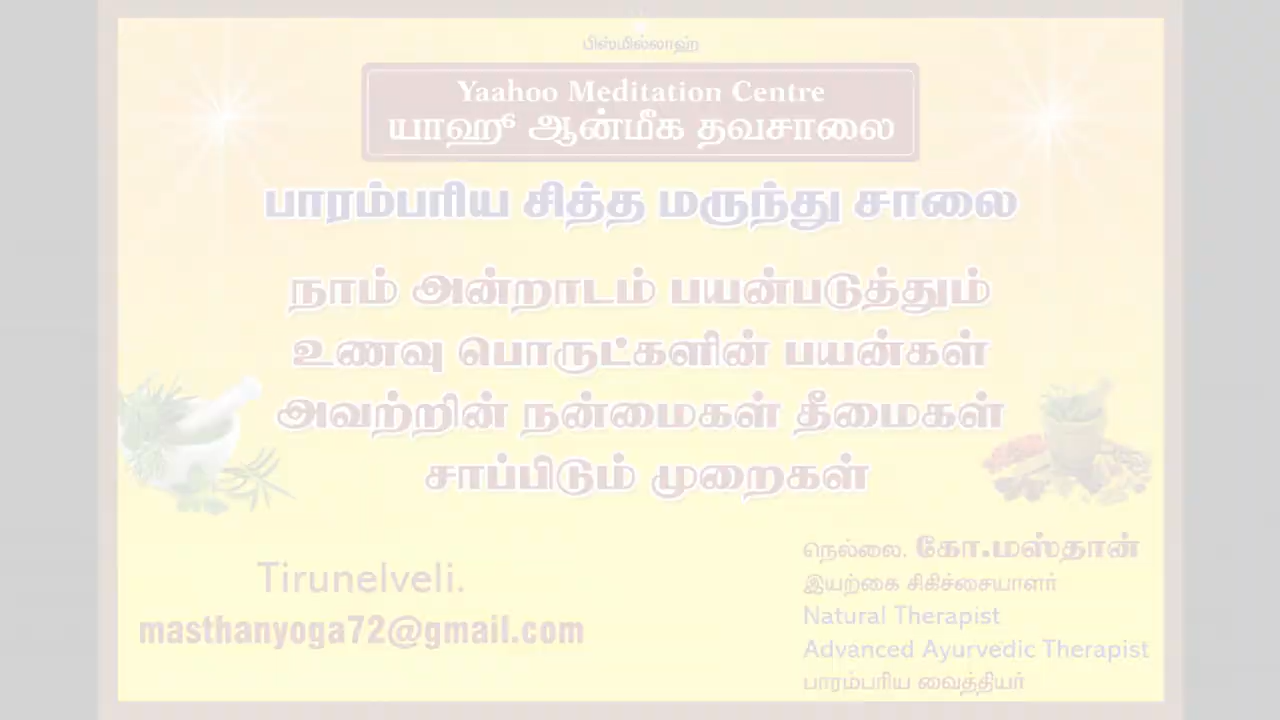 பிஸ்மில்லாஹ்
Yaahoo Meditation Centre
யாஹூ ஆன்மீக தவசாலை
பாரம்பரிய சித்த மருந்து சாலை
நாம் அன்றாடம் பயன்படுத்தும்
உணவு பொருட்களின் பயன்கள்
அவற்றின் நன்மைகள் தீமைகள்
சாப்பிடும் முறைகள்
Tirunelveli.
masthanyoga72@gmail.com
நெல்லை. கோ.மஸ்தான்
இயற்கை சிகிச்சையாளர்
Natural Therapist
Advanced Ayurvedic Therapist
பாரம்பரிய வைத்தியர்